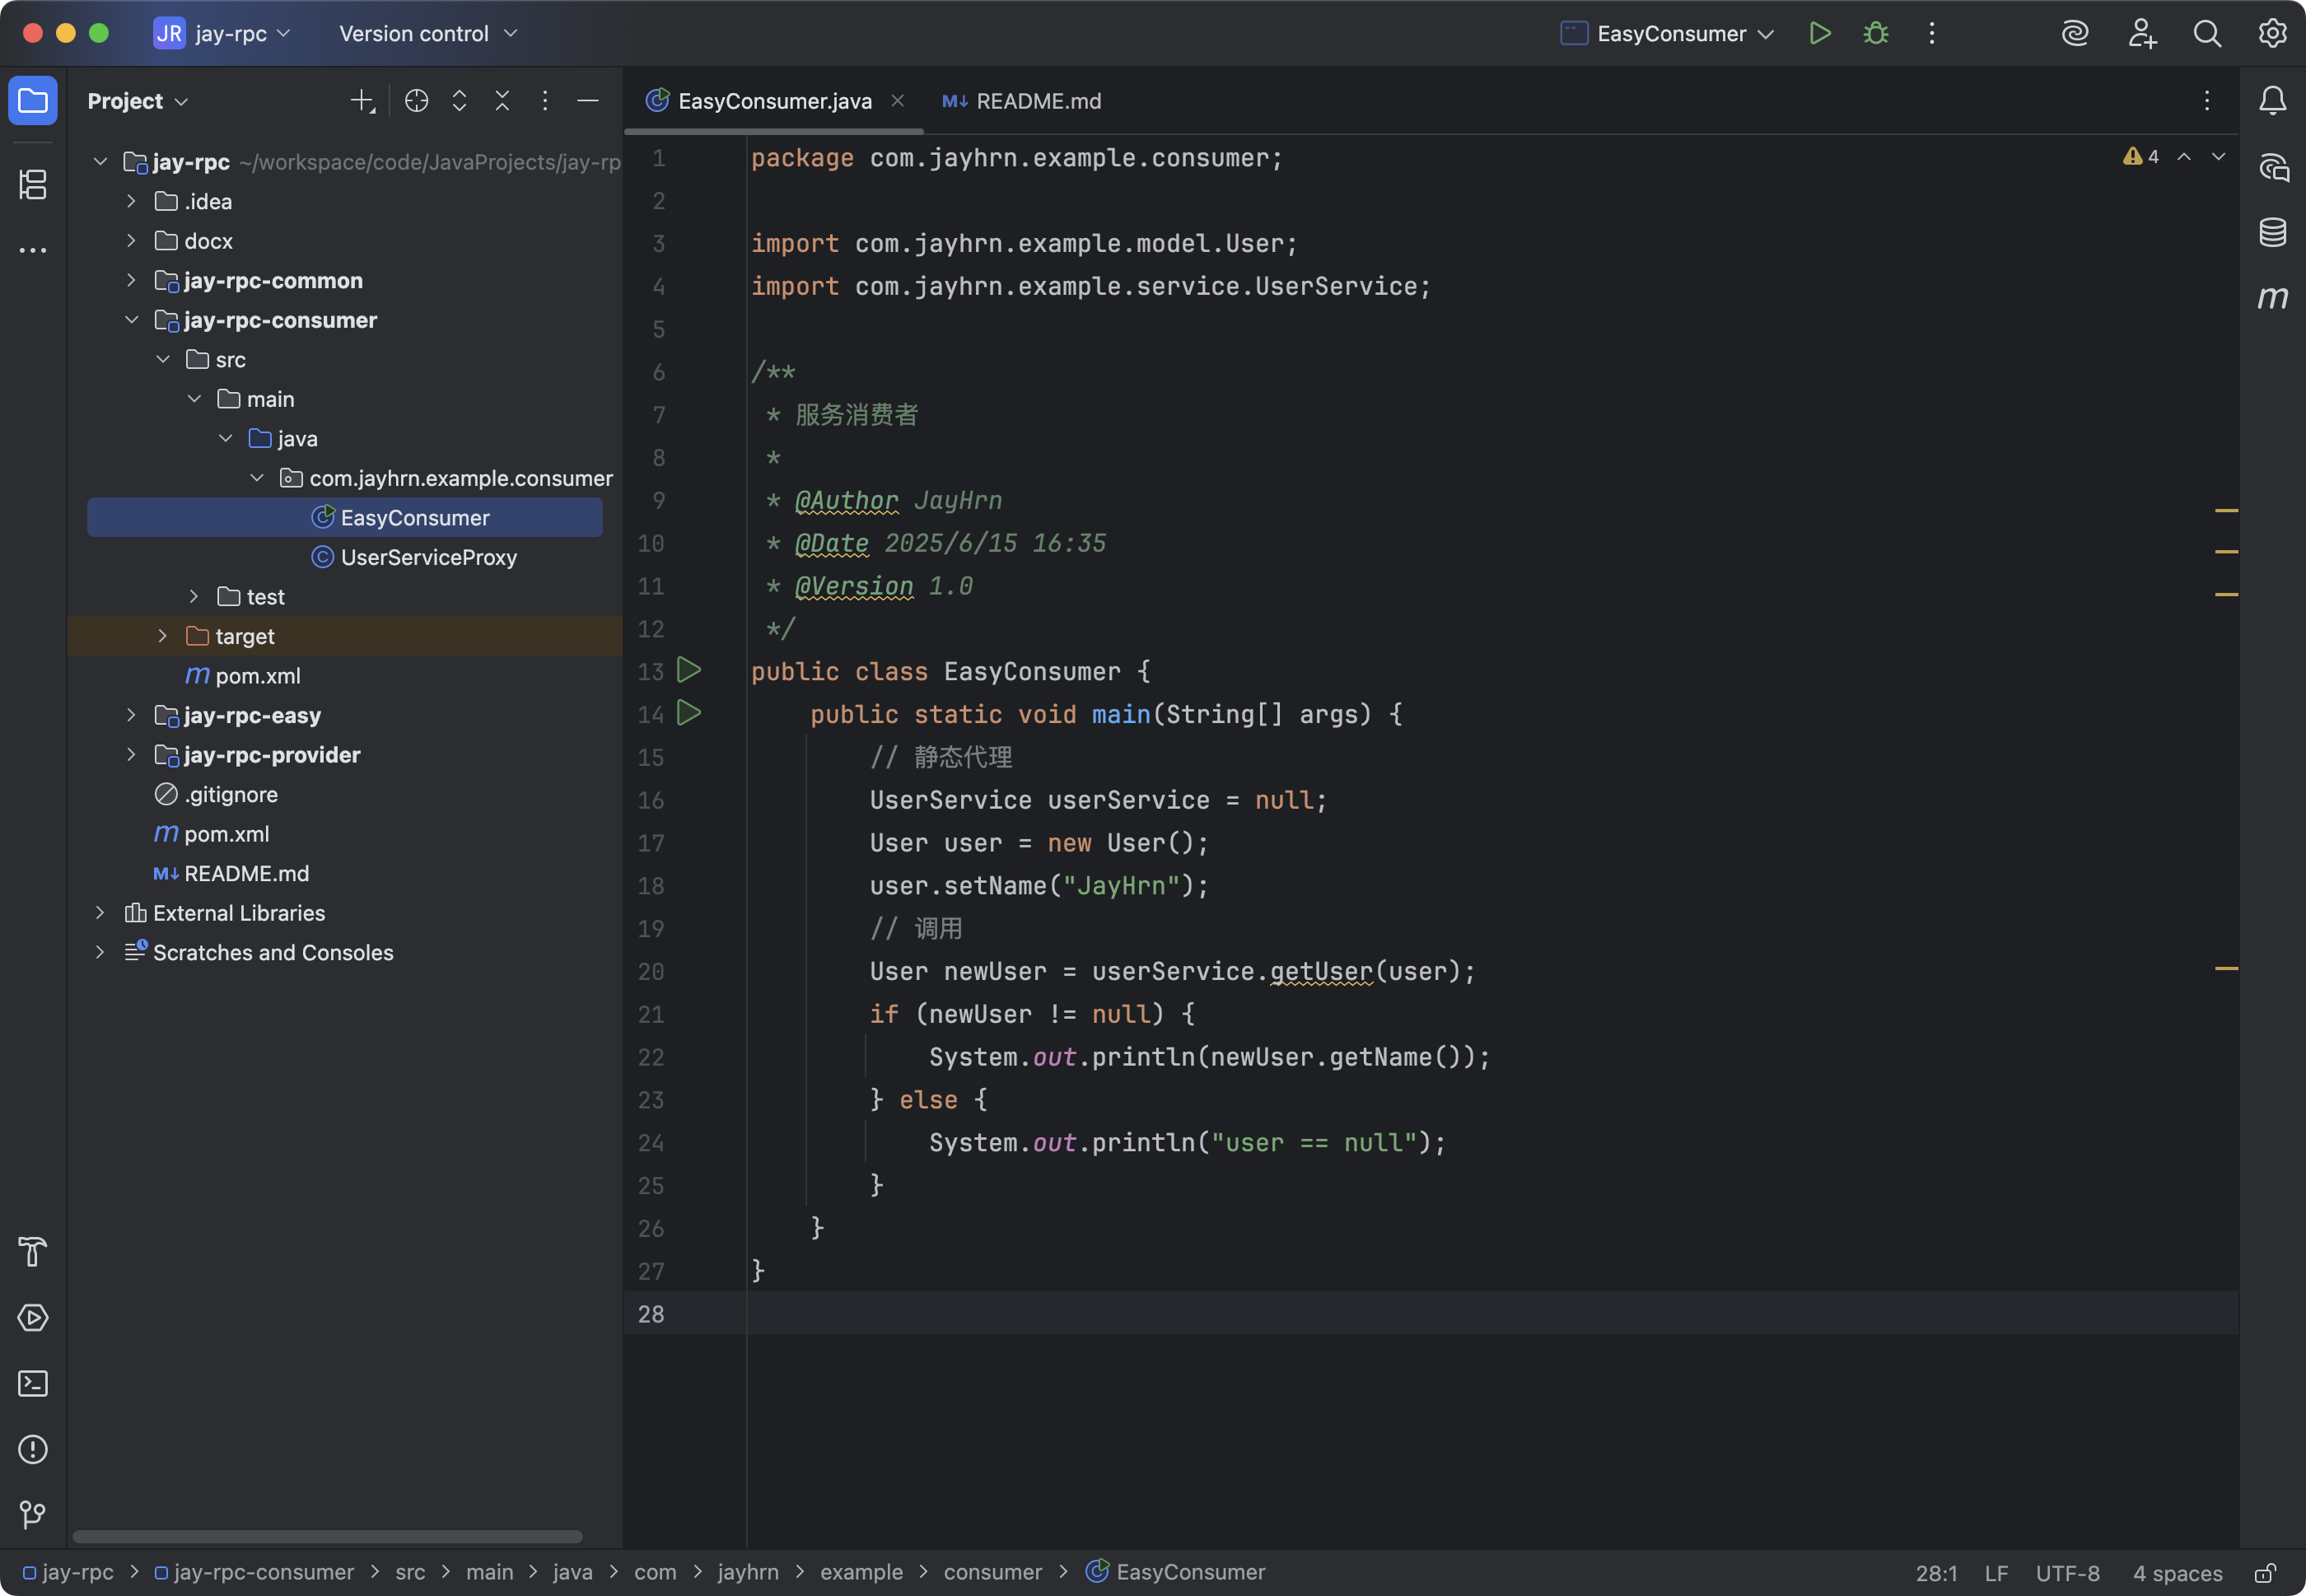 JR jay-rpc Version control EasyConsumer
Project
EasyConsumer.java README.md
jay-rpc ~/workspace/code/JavaProjects/jay-rp
.idea
docx
jay-rpc-common
jay-rpc-consumer
src
main
java
com.jayhrn.example.consumer
EasyConsumer
UserServiceProxy
test
target
pom.xml
jay-rpc-easy
jay-rpc-provider
.gitignore
pom.xml
README.md
External Libraries
Scratches and Consoles
4
1 package com.jayhrn.example.consumer;
2
3 import com.jayhrn.example.model.User;
4 import com.jayhrn.example.service.UserService;
5
6 /**
7 * 服务消费者
8 *
9 * @Author JayHrn
10 * @Date 2025/6/15 16:35
11 * @Version 1.0
12 */
13 public class EasyConsumer {
14 public static void main(String[] args) {
15 // 静态代理
16 UserService userService = null;
17 User user = new User();
18 user.setName("JayHrn");
19 // 调用
20 User newUser = userService.getUser(user);
21 if (newUser != null) {
22 System.out.println(newUser.getName());
23 } else {
24 System.out.println("user == null");
25 }
26 }
27 }
28
jay-rpc > jay-rpc-consumer > src > main > java > com > jayhrn > example > consumer > EasyConsumer
28:1 LF UTF-8 4 spaces